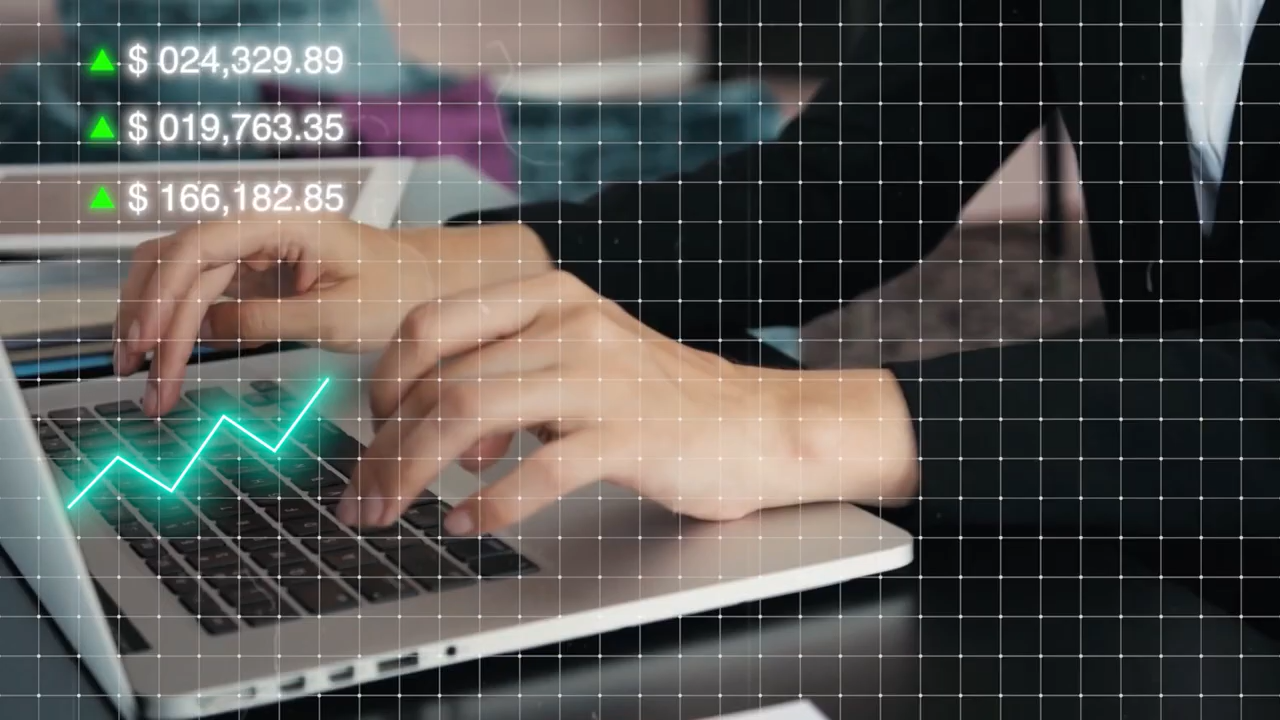 ▲ $ 024,329.89
▲ $ 019,763.35
▲ $ 166,182.85